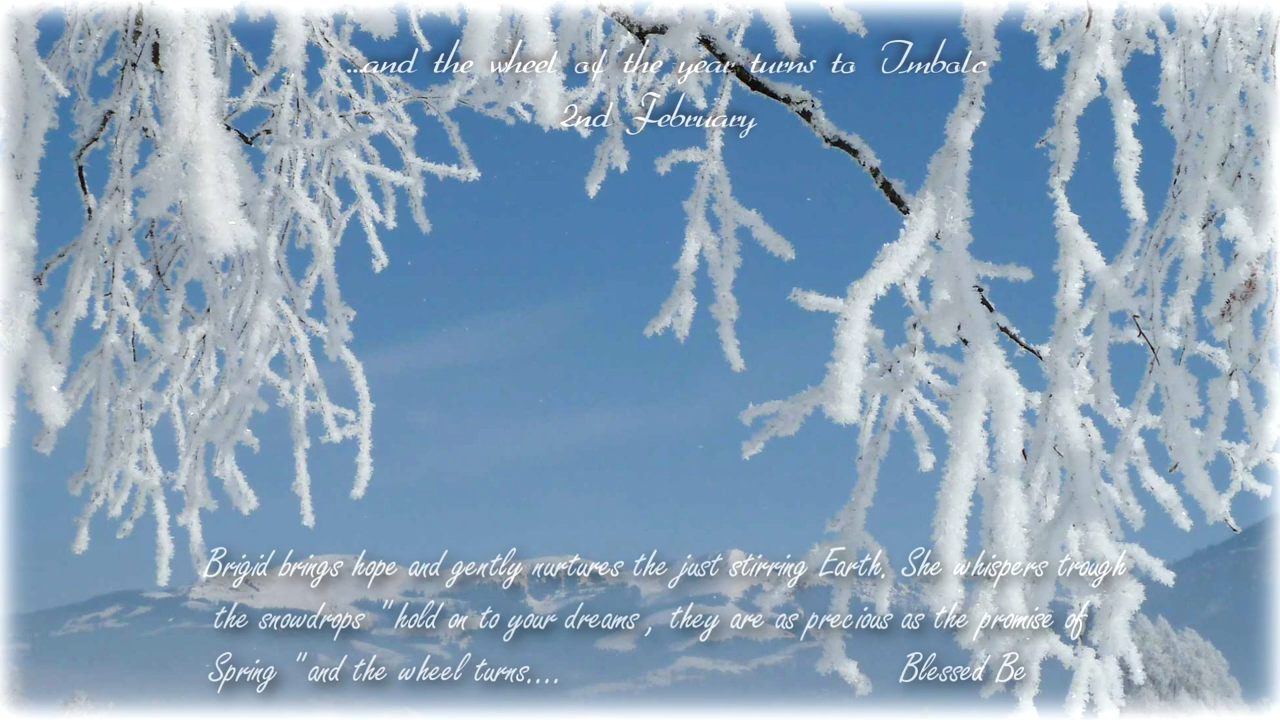 ...and the wheel of the year turns to Imbolc
2nd February
Brigid brings hope and gently nurtures the just stirring Earth. She whispers trough
the snowdrops "hold on to your dreams , they are as precious as the promise of
Spring " and the wheel turns.... Blessed Be